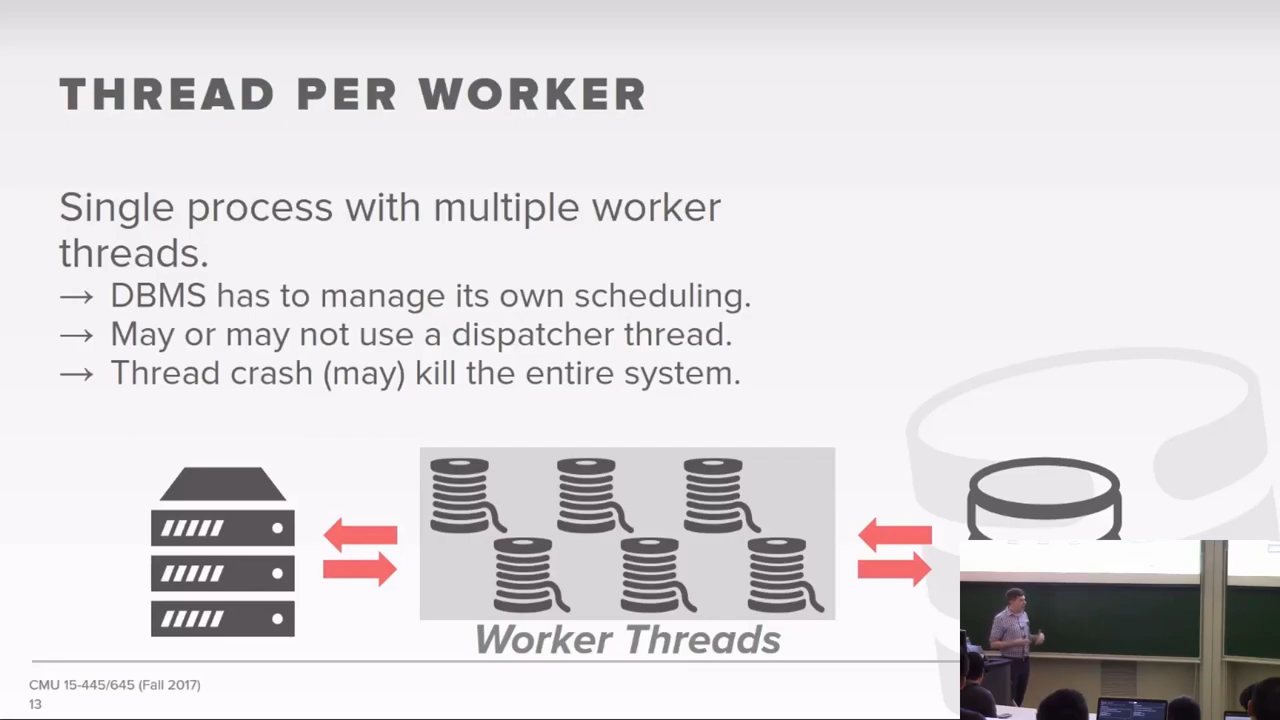 THREAD PER WORKER
Single process with multiple worker
threads.
→ DBMS has to manage its own scheduling.
→ May or may not use a dispatcher thread.
→ Thread crash (may) kill the entire system.
Worker Threads
CMU 15-445/645 (Fall 2017)
13